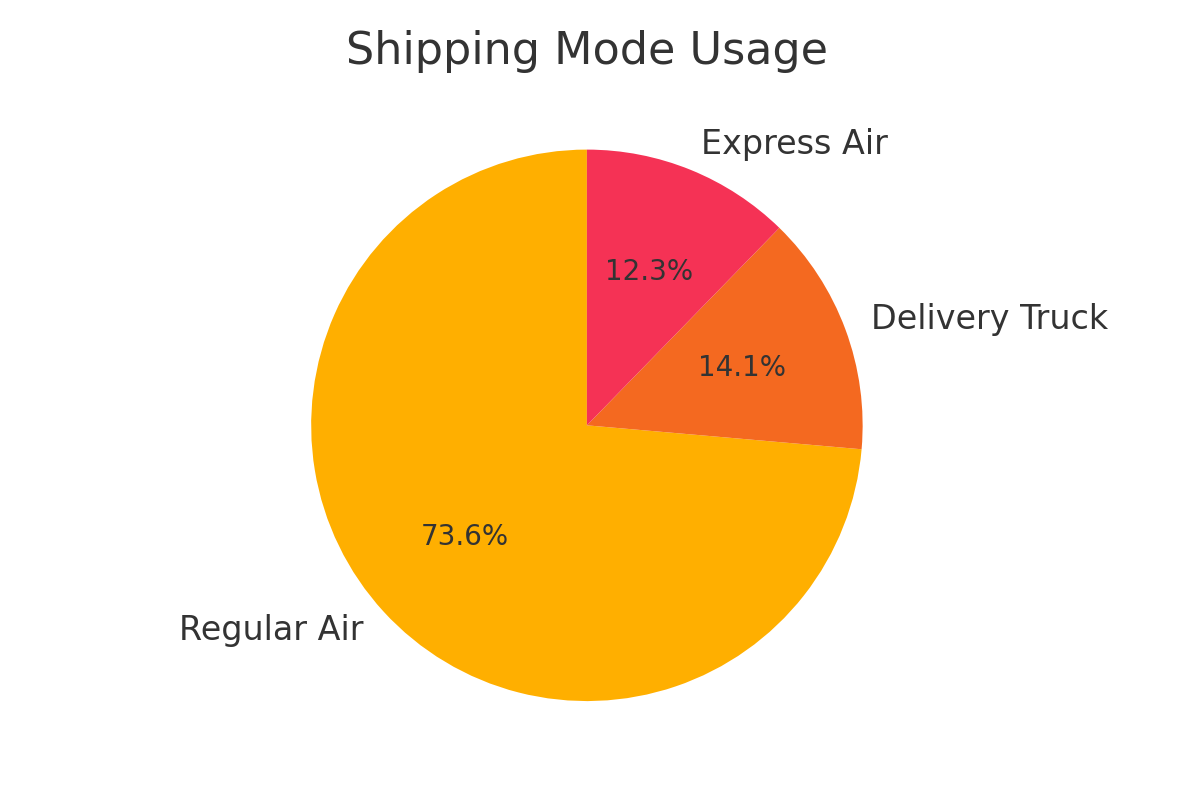 Shipping Mode Usage
Express Air
12.3%
Delivery Truck
14.1%
73.6%
Regular Air